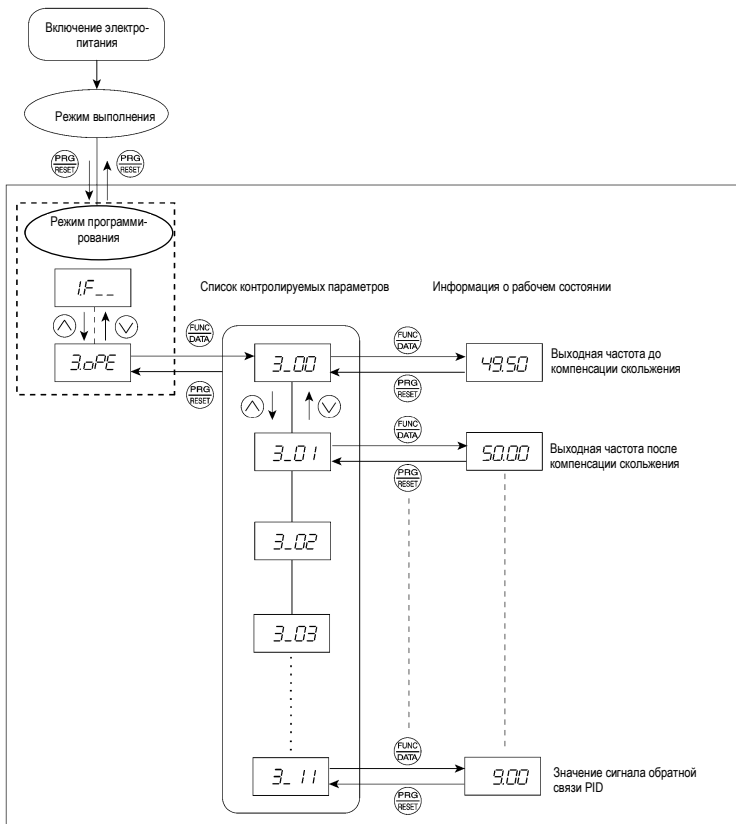 Включение электро-
питания
Режим выполнения
PRG
RESET
PRG
RESET
Режим программи-
рования
1.F_ _
Список контролируемых параметров
Информация о рабочем состоянии
3.oPE
FUNC
DATA
PRG
RESET
3_00
FUNC
DATA
PRG
RESET
49.50
Выходная частота до
компенсации скольжения
3_01
FUNC
DATA
PRG
RESET
50.00
Выходная частота после
компенсации скольжения
3_02
3_03
3_11
FUNC
DATA
PRG
RESET
9.00
Значение сигнала обратной
связи PID